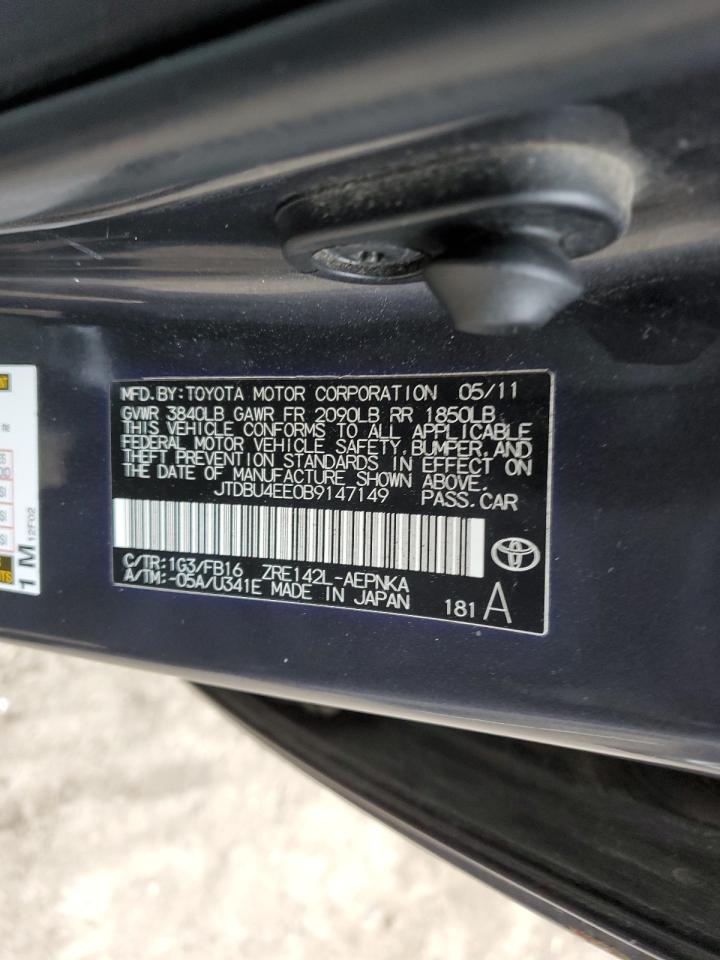 MFD.BY:TOYOTA MOTOR CORPORATION 05/11
GVWR 3840LB GAWR FR 2090LB RR 1850LB
THIS VEHICLE CONFORMS TO ALL APPLICABLE
FEDERAL MOTOR VEHICLE SAFETY,BUMPER,AND
THEFT PREVENTION STANDARDS IN EFFECT ON
THE DATE OF MANUFACTURE SHOWN ABOVE.
JTDBU4EE0B9147149 PASS.CAR
C/TR:1G3/FB16 ZRE142L-AEPNKA
A/TM:-05A/U341E MADE IN JAPAN 181 A
1 M
12F02